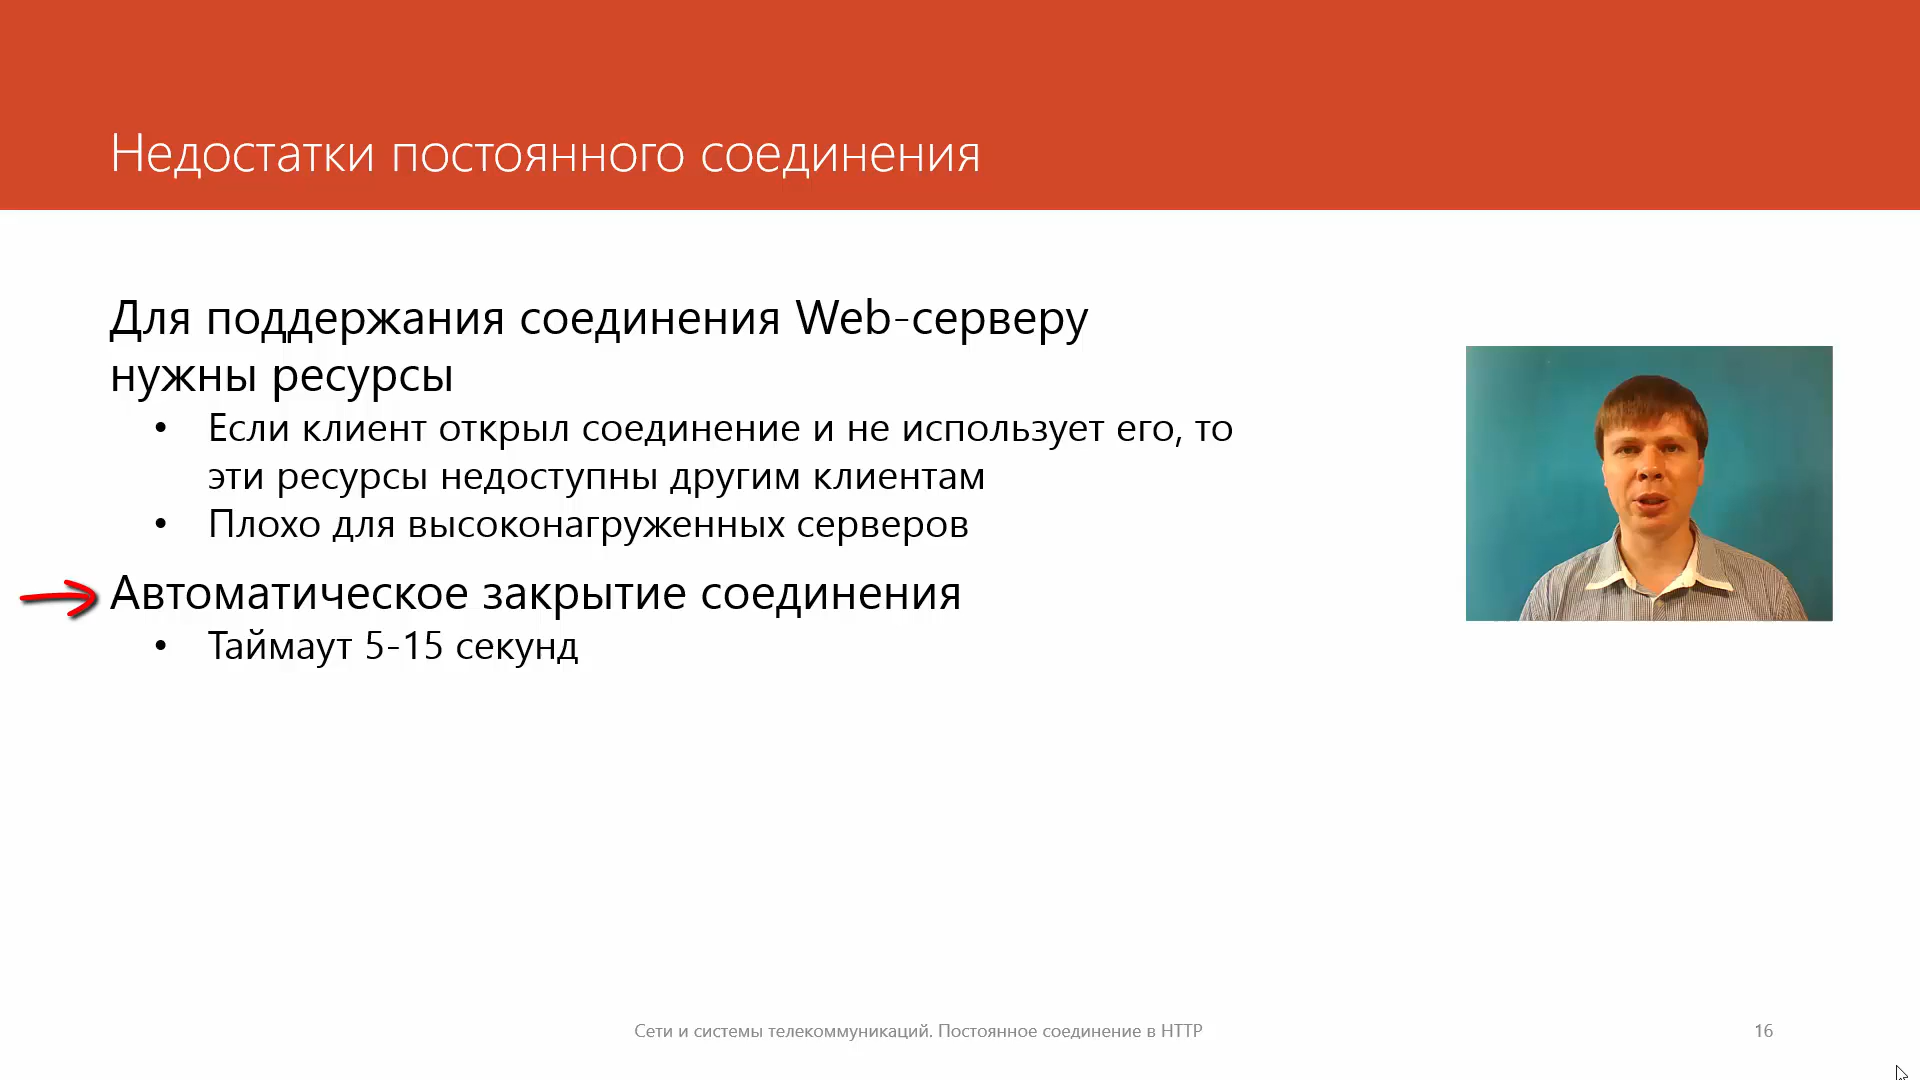 Недостатки постоянного соединения
Для поддержания соединения Web-серверу
нужны ресурсы
• Если клиент открыл соединение и не использует его, то
эти ресурсы недоступны другим клиентам
• Плохо для высоконагруженных серверов
Автоматическое закрытие соединения
• Таймаут 5-15 секунд
Сети и системы телекоммуникаций. Постоянное соединение в HTTP
16